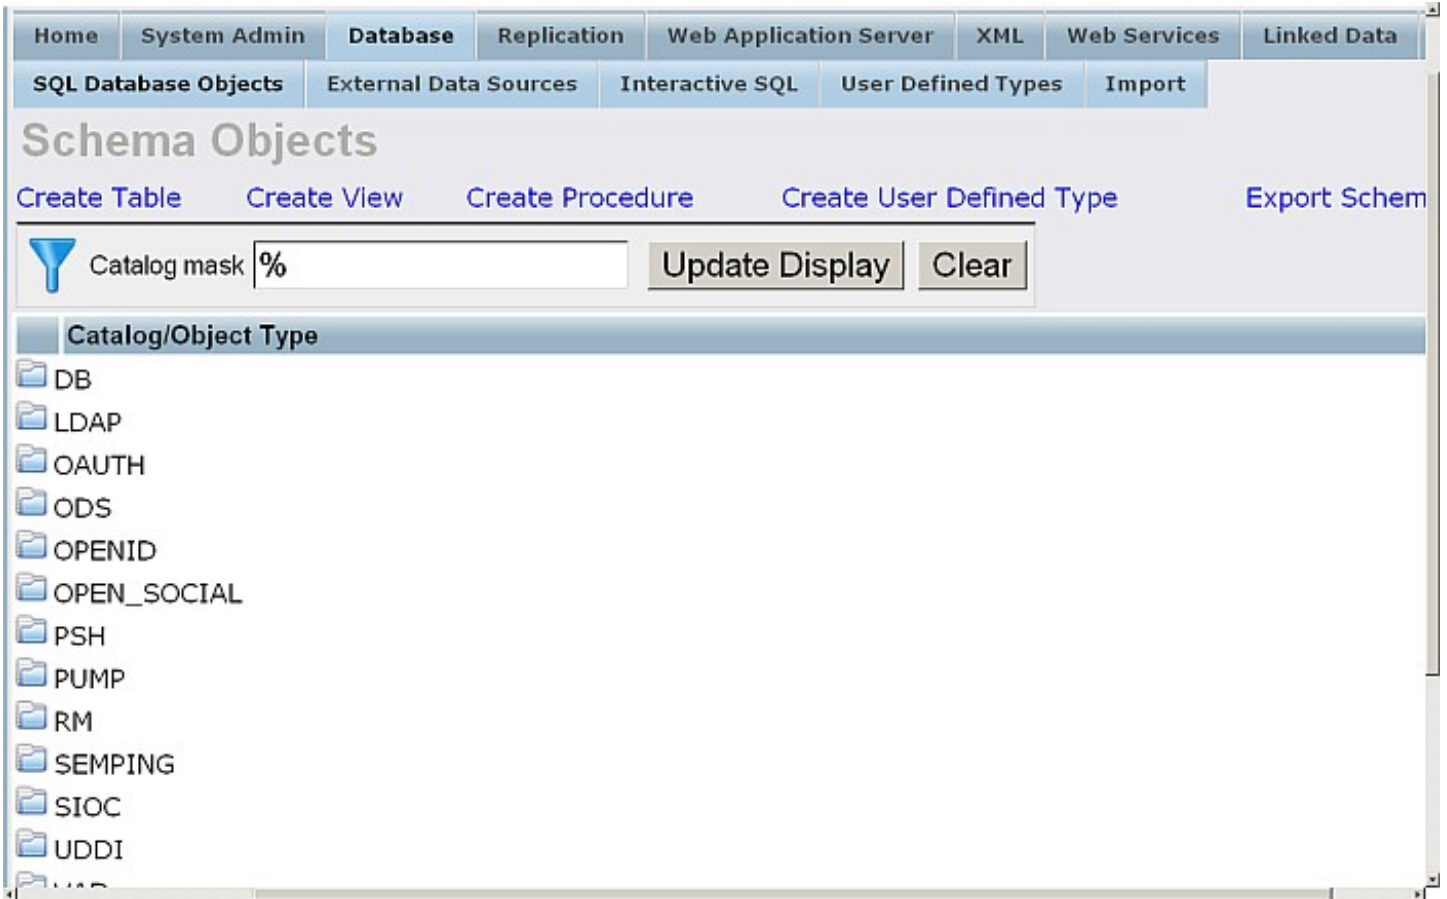 Home System Admin Database Replication Web Application Server XML Web Services Linked Data
SQL Database Objects External Data Sources Interactive SQL User Defined Types Import
Schema Objects
Create Table Create View Create Procedure Create User Defined Type Export Schem
Catalog mask % Update Display Clear
Catalog/Object Type
DB
LDAP
OAUTH
ODS
OPENID
OPEN_SOCIAL
PSH
PUMP
RM
SEMPING
SIOC
UDDI